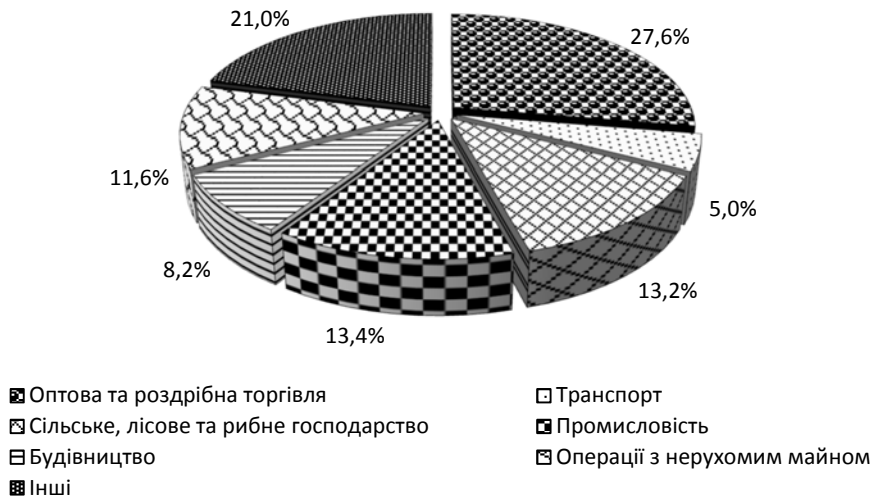 21,0%
27,6%
11,6%
5,0%
8,2%
13,2%
13,4%
Оптова та роздрібна торгівля
Транспорт
Сільське, лісове та рибне господарство
Промисловість
Будівництво
Операції з нерухомим майном
Інші